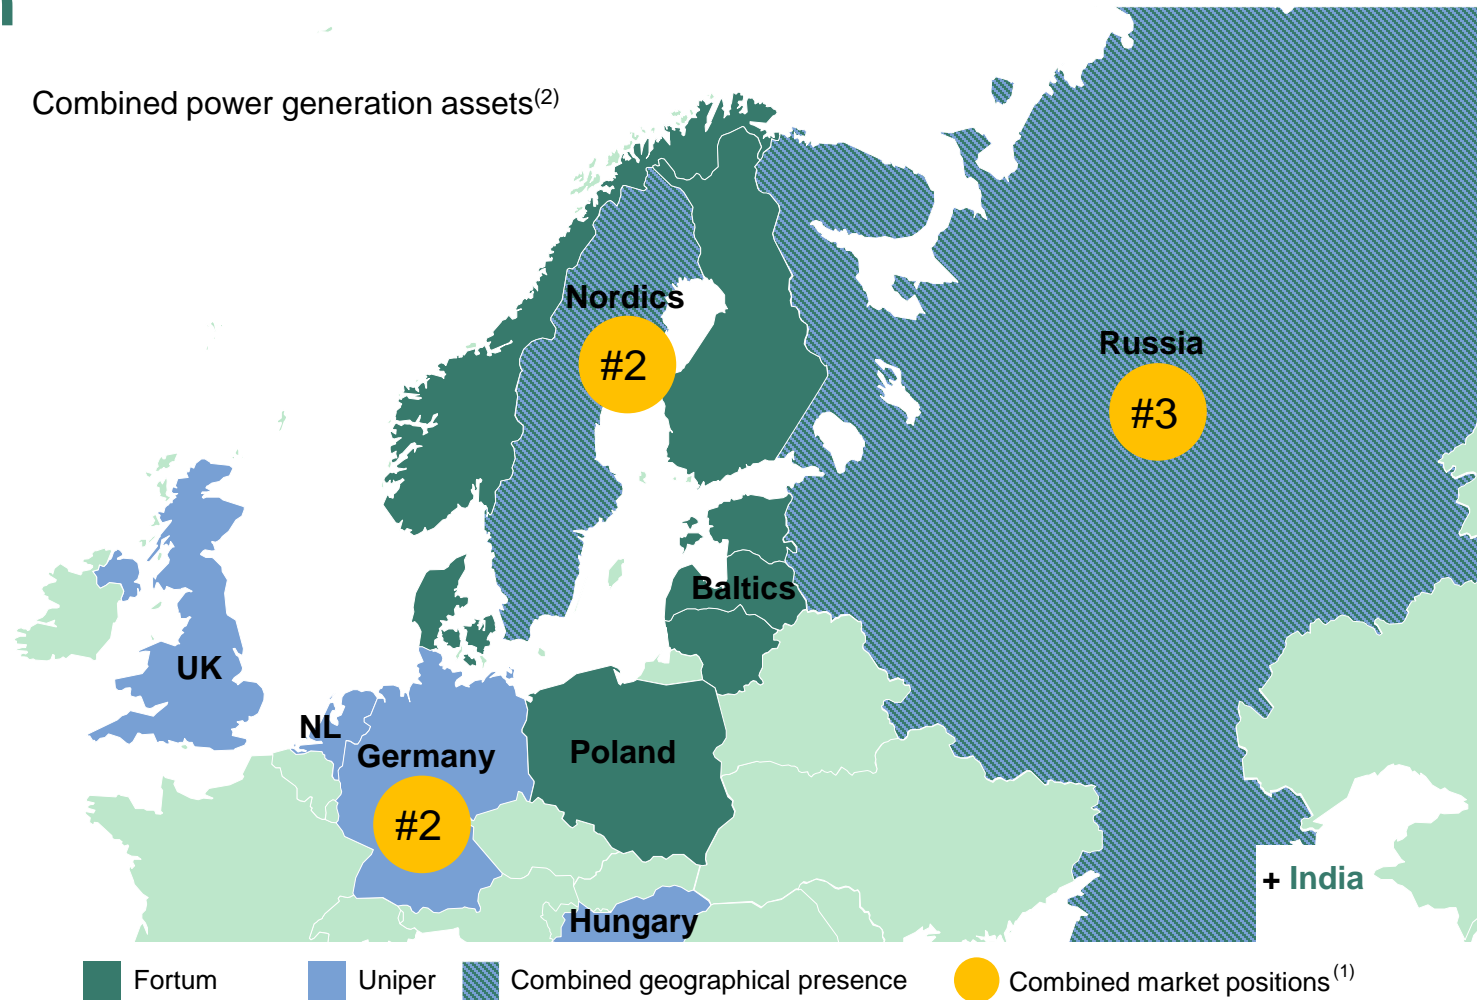 Combined power generation assets(2)
Nordics
#2
Russia
#3
Baltics
UK
NL
Germany
#2
Poland
+ India
Hungary
Fortum
Uniper
Combined geographical presence
Combined market positions(1)